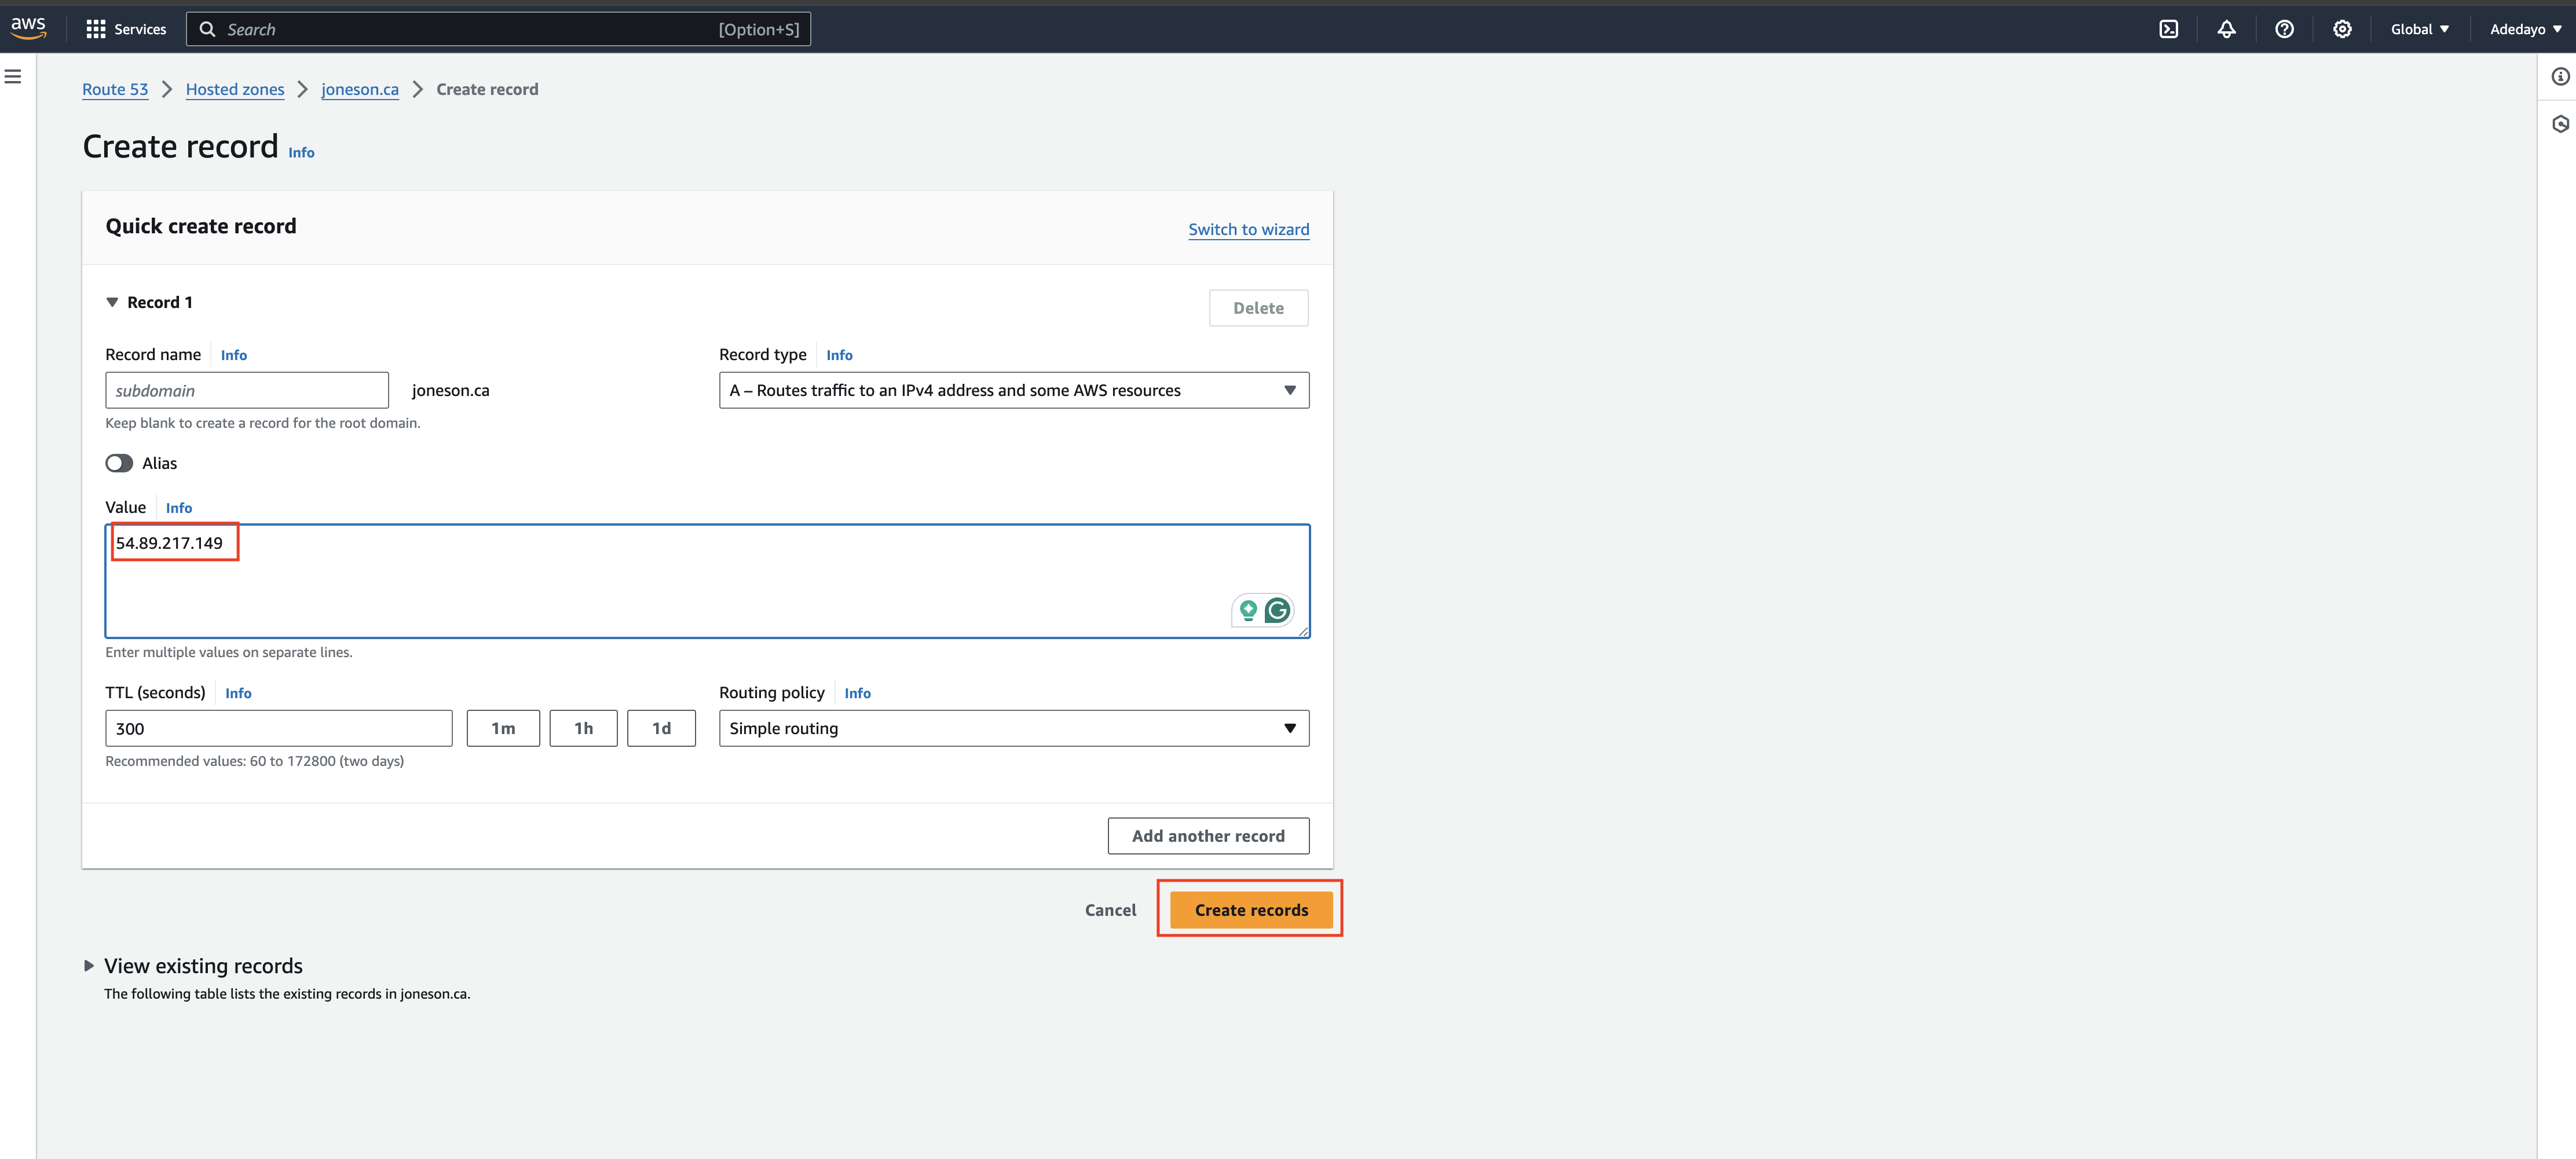 aws Services Search [Option+S] Global Adedayo
Route 53 Hosted zones joneson.ca Create record
Create record Info
Quick create record Switch to wizard
Record 1 Delete
Record name Info Record type Info
subdomain joneson.ca A – Routes traffic to an IPv4 address and some AWS resources
Keep blank to create a record for the root domain.
Alias
Value Info
54.89.217.149
Enter multiple values on separate lines.
TTL (seconds) Info Routing policy Info
300 1m 1h 1d Simple routing
Recommended values: 60 to 172800 (two days)
Add another record
Cancel Create records
View existing records
The following table lists the existing records in joneson.ca.